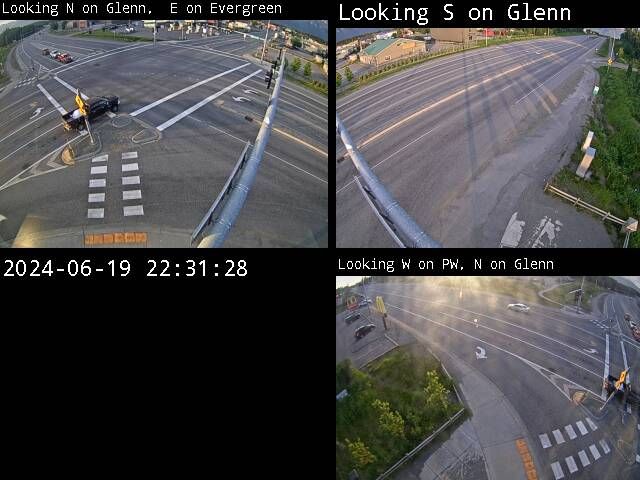 Looking N on Glenn, E on Evergreen
Looking S on Glenn
2024-06-19 22:31:28
Looking W on PW, N on Glenn